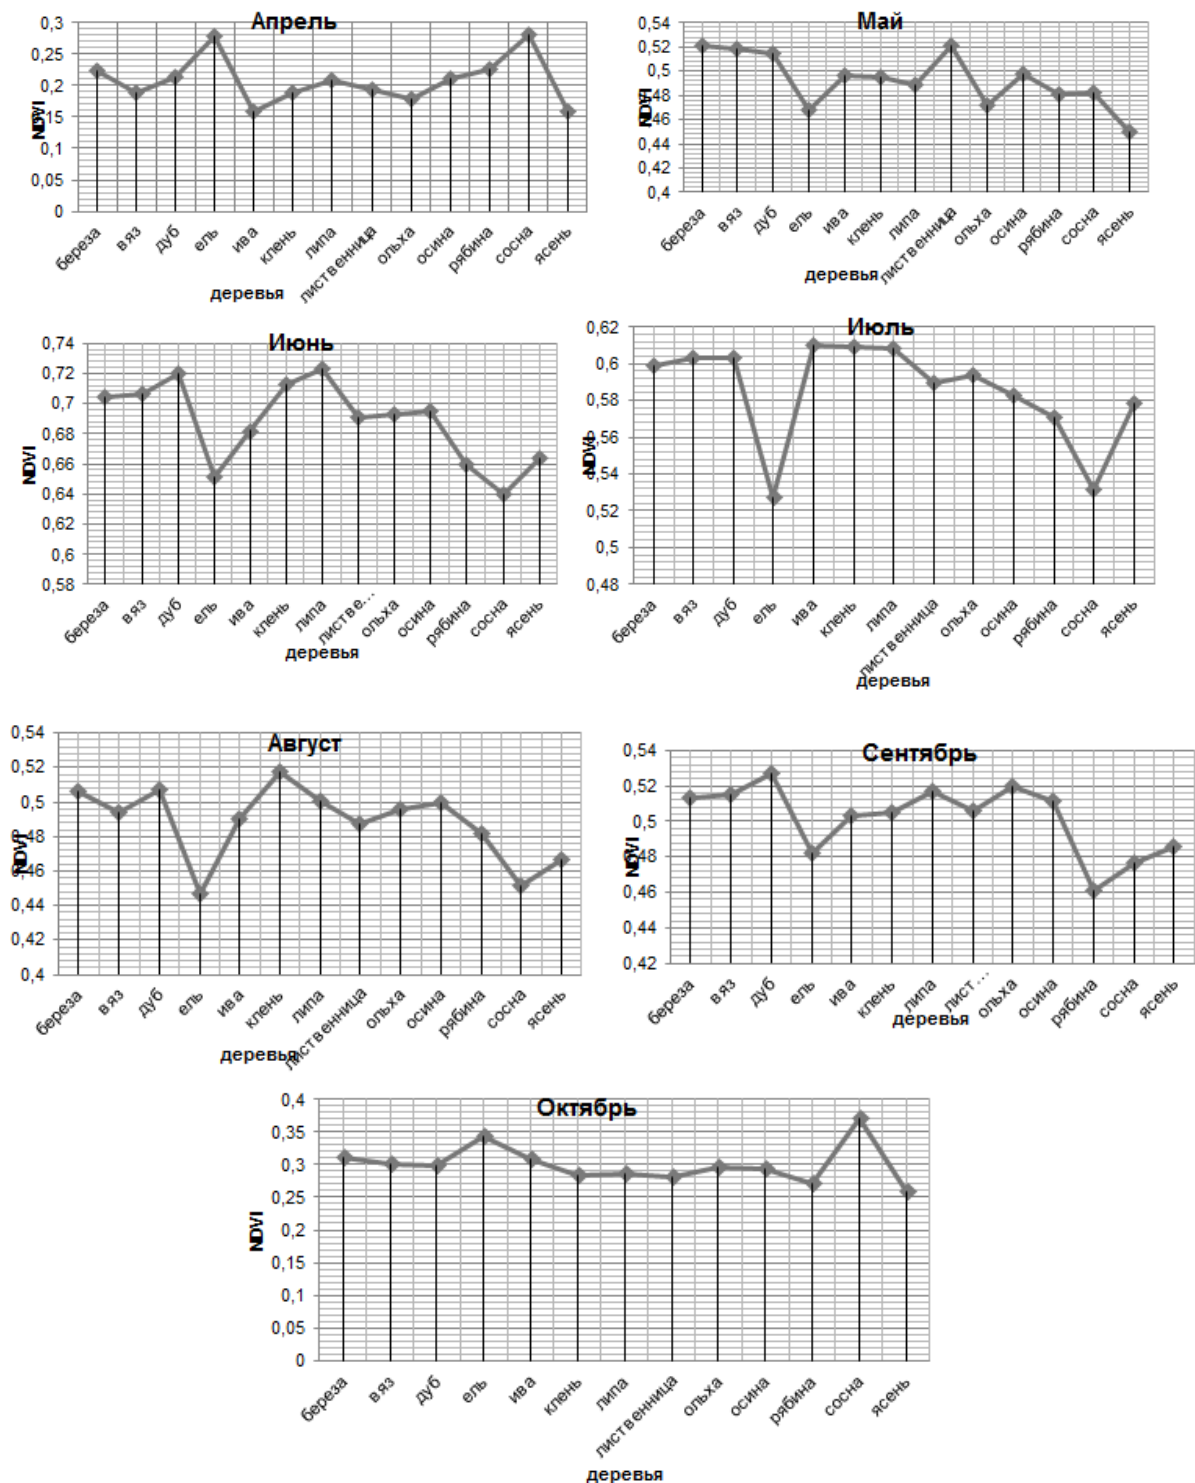 Апрель
0,3
0,25
0,2
0,15
0,1
0,05
0
NDVI
береза
вяз
дуб
ель
ива
клень
липа
лиственница
ольха
осина
рябина
сосна
ясень
деревья
Май
0,54
0,52
0,5
0,48
0,46
0,44
0,42
0,4
NDVI
береза
вяз
дуб
ель
ива
клень
липа
лиственница
ольха
осина
рябина
сосна
ясень
деревья
Июнь
0,74
0,72
0,7
0,68
0,66
0,64
0,62
0,6
0,58
NDVI
береза
вяз
дуб
ель
ива
клень
липа
листве...
ольха
осина
рябина
сосна
ясень
деревья
Июль
0,62
0,6
0,58
0,56
0,54
0,52
0,5
0,48
NDVI
береза
вяз
дуб
ель
ива
клень
липа
лиственница
ольха
осина
рябина
сосна
ясень
деревья
Август
0,54
0,52
0,5
0,48
0,46
0,44
0,42
0,4
NDVI
береза
вяз
дуб
ель
ива
клень
липа
лиственница
ольха
осина
рябина
сосна
ясень
деревья
Сентябрь
0,54
0,52
0,5
0,48
0,46
0,44
0,42
NDVI
береза
вяз
дуб
ель
ива
клень
липа
лист...
ольха
осина
рябина
сосна
ясень
деревья
Октябрь
0,4
0,35
0,3
0,25
0,2
0,15
0,1
0,05
0
NDVI
береза
вяз
дуб
ель
ива
клень
липа
лиственница
ольха
осина
рябина
сосна
ясень
деревья